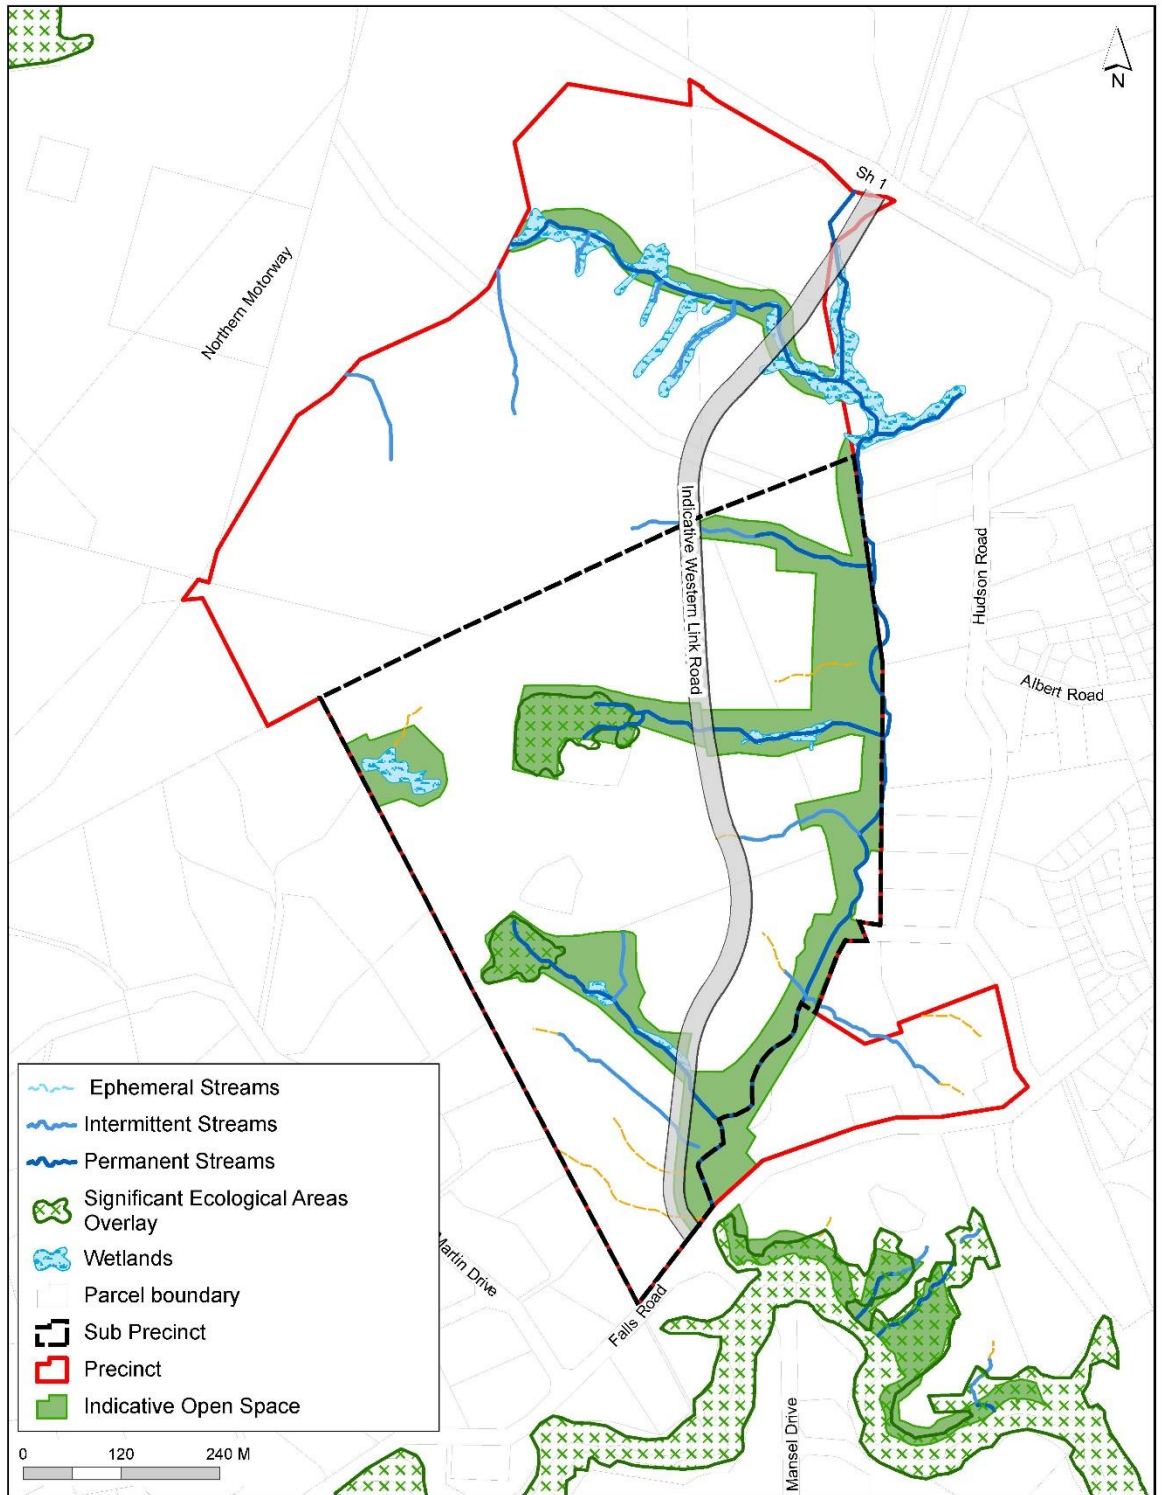 N
Sh 1
Northern Motorway
Indicative Western Link Road
Hudson Road
Albert Road
Ephemeral Streams
Intermittent Streams
Permanent Streams
Significant Ecological Areas
Overlay
Wetlands
Parcel boundary
Sub Precinct
Precinct
Indicative Open Space
Martin Drive
Falls Road
Mansel Drive
0 120 240 M